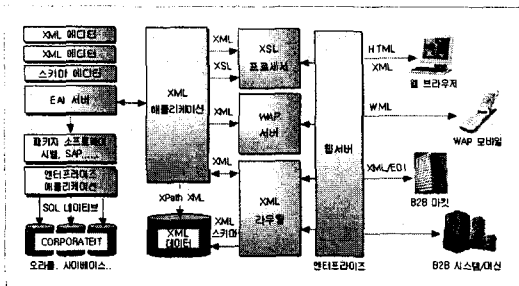 XML 에디터
XML 에디터
스키마 에디터
EAI 서버
패키지 소프트웨어
시벨, SAP.....
엔터프라이즈
애플리케이션
SQL 네이티브
CORPORATEIT
오라클, 사이베이스..
XML
애플리케이션
XPath XML
XML
데이터
XML
XSL
XML
XML
XML
스키마
XSL
프로세서
WAP
서버
XML
라우팅
웹서버
엔터프라이즈
HTML
XML
웹 브라우저
WML
WAP 모바일
XML/EDI
B2B 마킷
B2B 시스템/머신